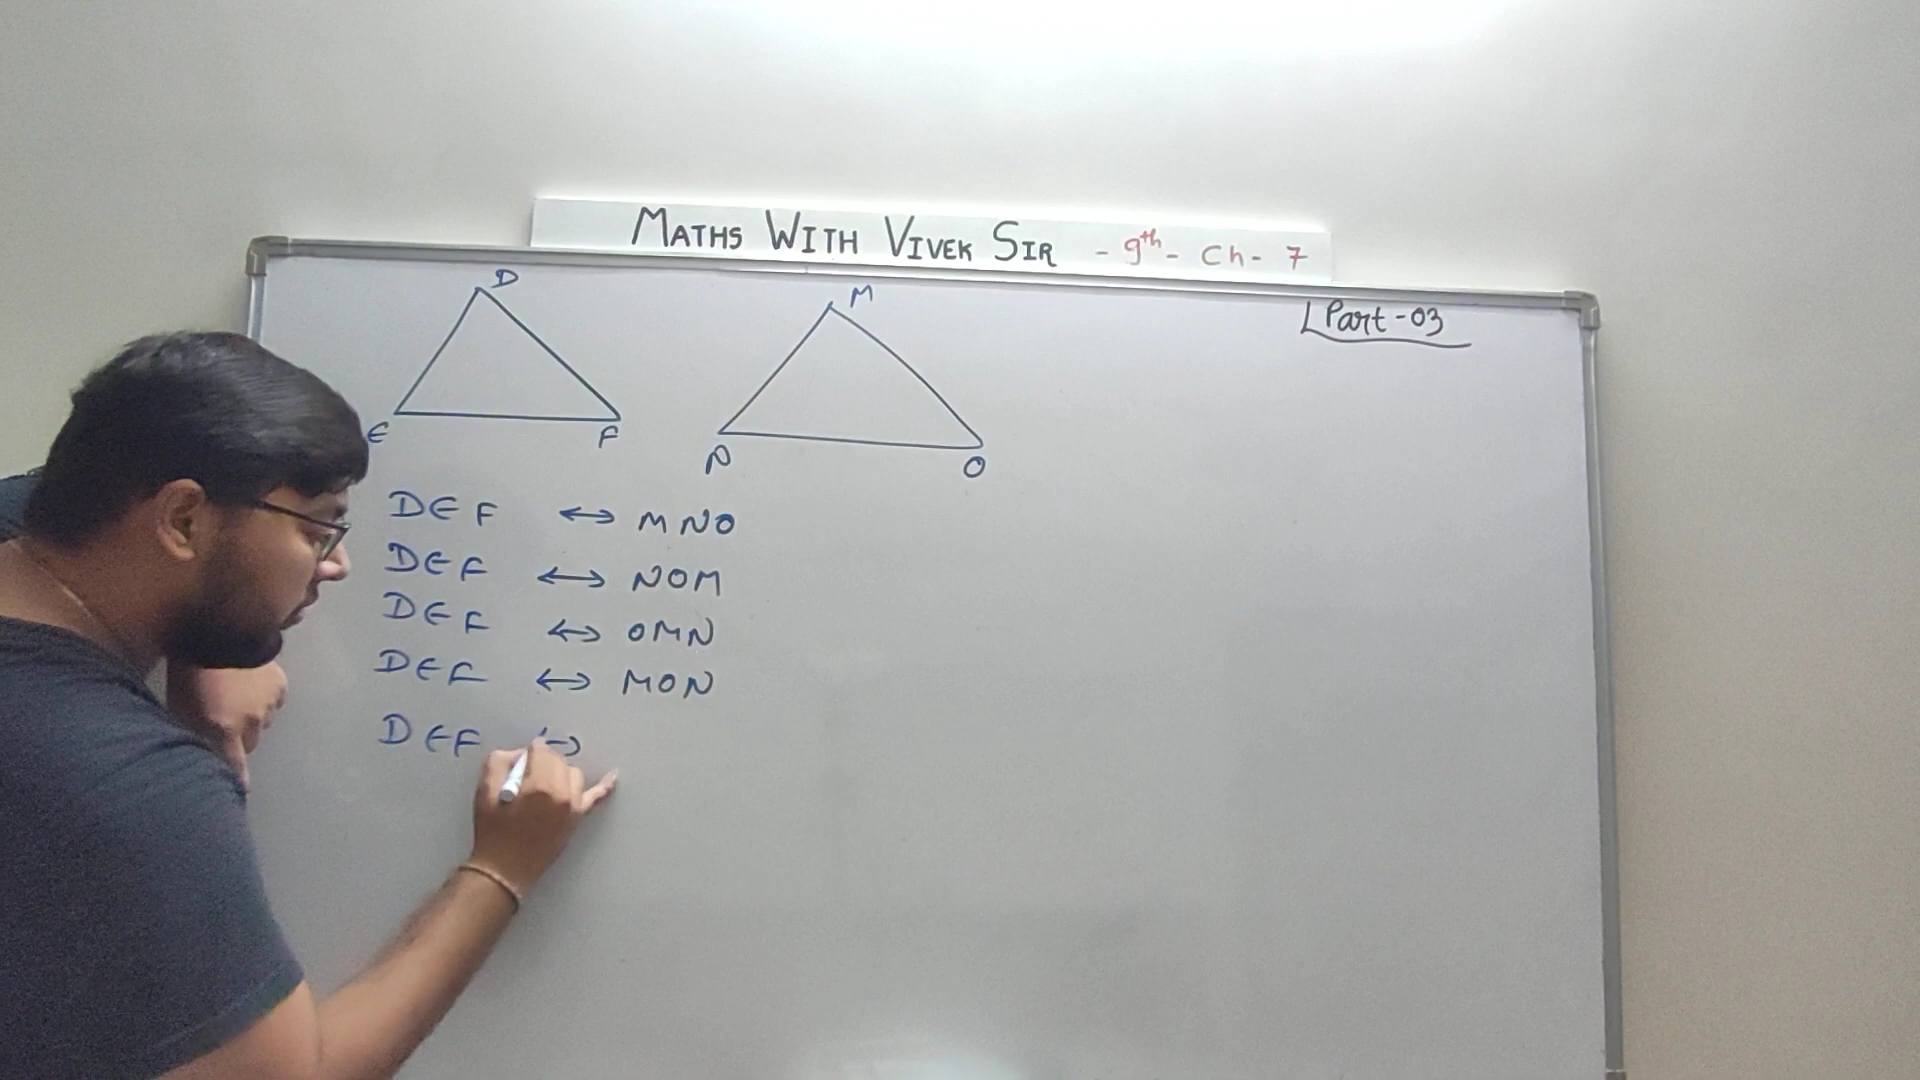 MATHS WITH VIVEK SIR - 9th - Ch - 7
Part - 03
D
M
E
F
N
O
DEF ↔ MNO
DEF ↔ NOM
DEF ↔ OMN
DEF ↔ MON
DEF ↔